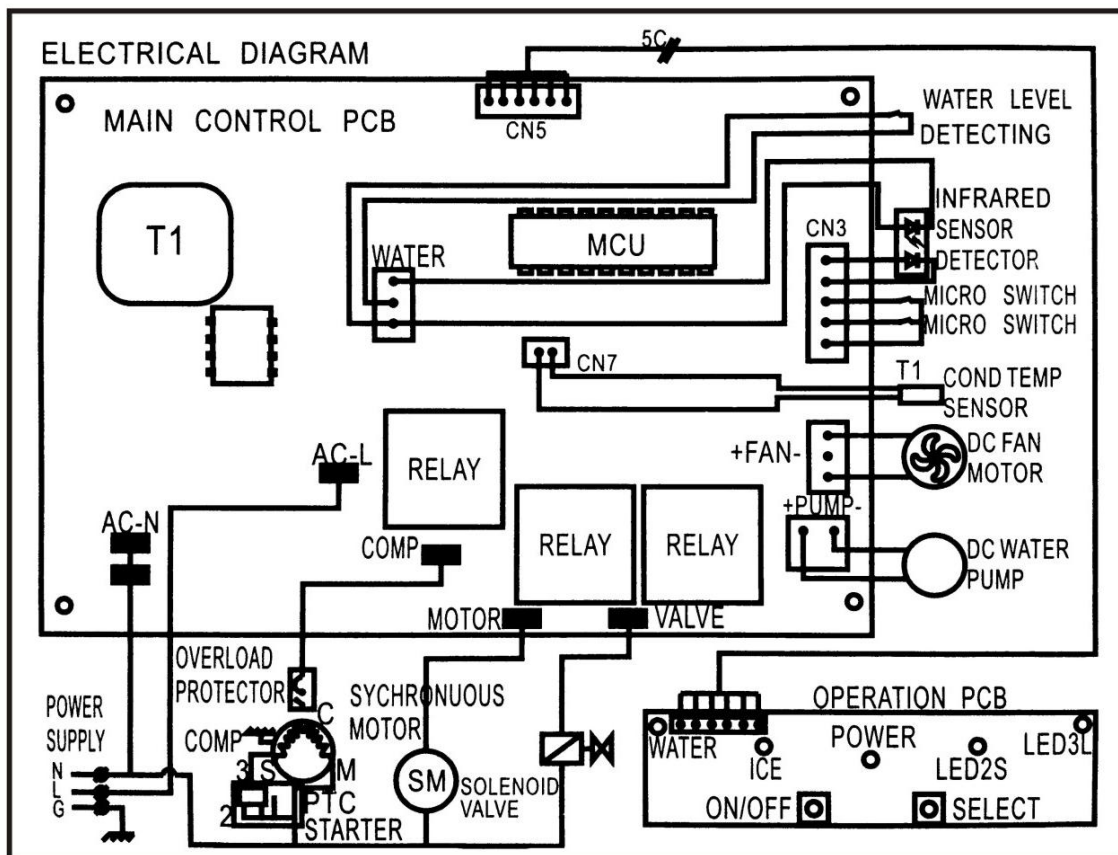 ELECTRICAL DIAGRAM
5C
MAIN CONTROL PCB
CN5
WATER LEVEL
DETECTING
T1
MCU
WATER
CN3
INFRARED
SENSOR
DETECTOR
MICRO SWITCH
MICRO SWITCH
CN7
T1
COND TEMP
SENSOR
AC-L
RELAY
+FAN-
DC FAN
MOTOR
AC-N
COMP
RELAY
RELAY
+PUMP-
DC WATER
PUMP
MOTOR
VALVE
OVERLOAD
PROTECTOR
SYCHRONUOUS
MOTOR
POWER
SUPPLY
N
L
G
COMP
C
3
S
M
2
PTC
STARTER
SM
SOLENOID
VALVE
OPERATION PCB
WATER
ICE
POWER
LED2S
LED3L
ON/OFF
SELECT